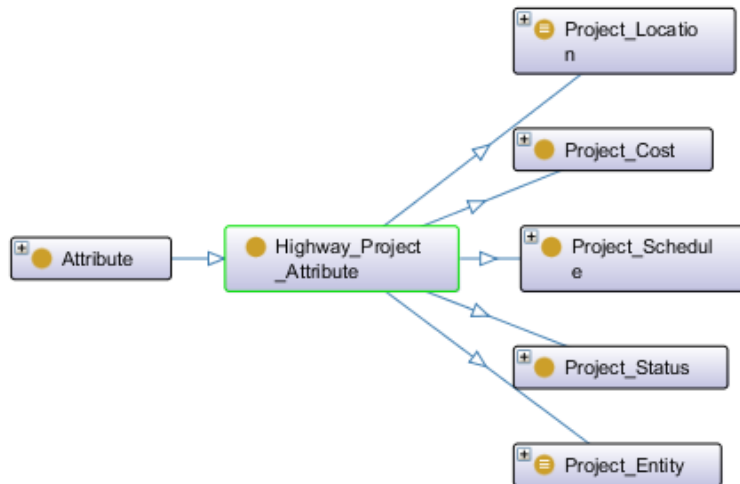 Project_Locatio
n
Project_Cost
Attribute
Highway_Project
_Attribute
Project_Schedul
e
Project_Status
Project_Entity